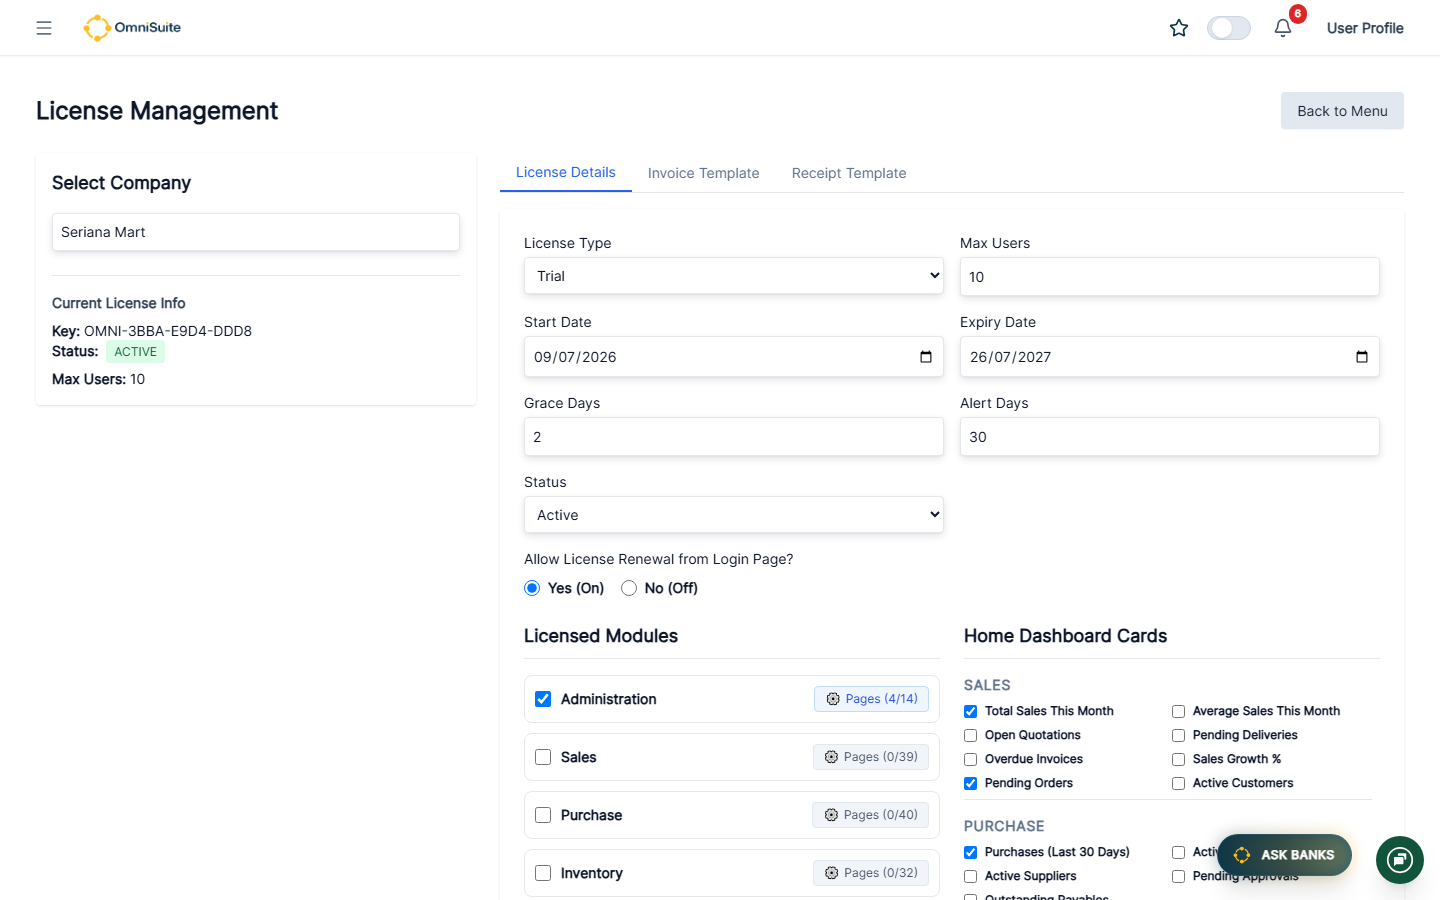 OmniSuite
6
User Profile
License Management
Back to Menu
Select Company
Seriana Mart
Current License Info
Key: OMNI-3BBA-E9D4-DDD8
Status: ACTIVE
Max Users: 10
License Details
Invoice Template
Receipt Template
License Type
Trial
Max Users
10
Start Date
09/07/2026
Expiry Date
26/07/2027
Grace Days
2
Alert Days
30
Status
Active
Allow License Renewal from Login Page?
Yes (On)
No (Off)
Licensed Modules
Administration
Pages (4/14)
Sales
Pages (0/39)
Purchase
Pages (0/40)
Inventory
Pages (0/32)
Home Dashboard Cards
SALES
Total Sales This Month
Average Sales This Month
Open Quotations
Pending Deliveries
Overdue Invoices
Sales Growth %
Pending Orders
Active Customers
PURCHASE
Purchases (Last 30 Days)
Active Suppliers
Pending Approvals
Outstanding Payables
ASK BANKS